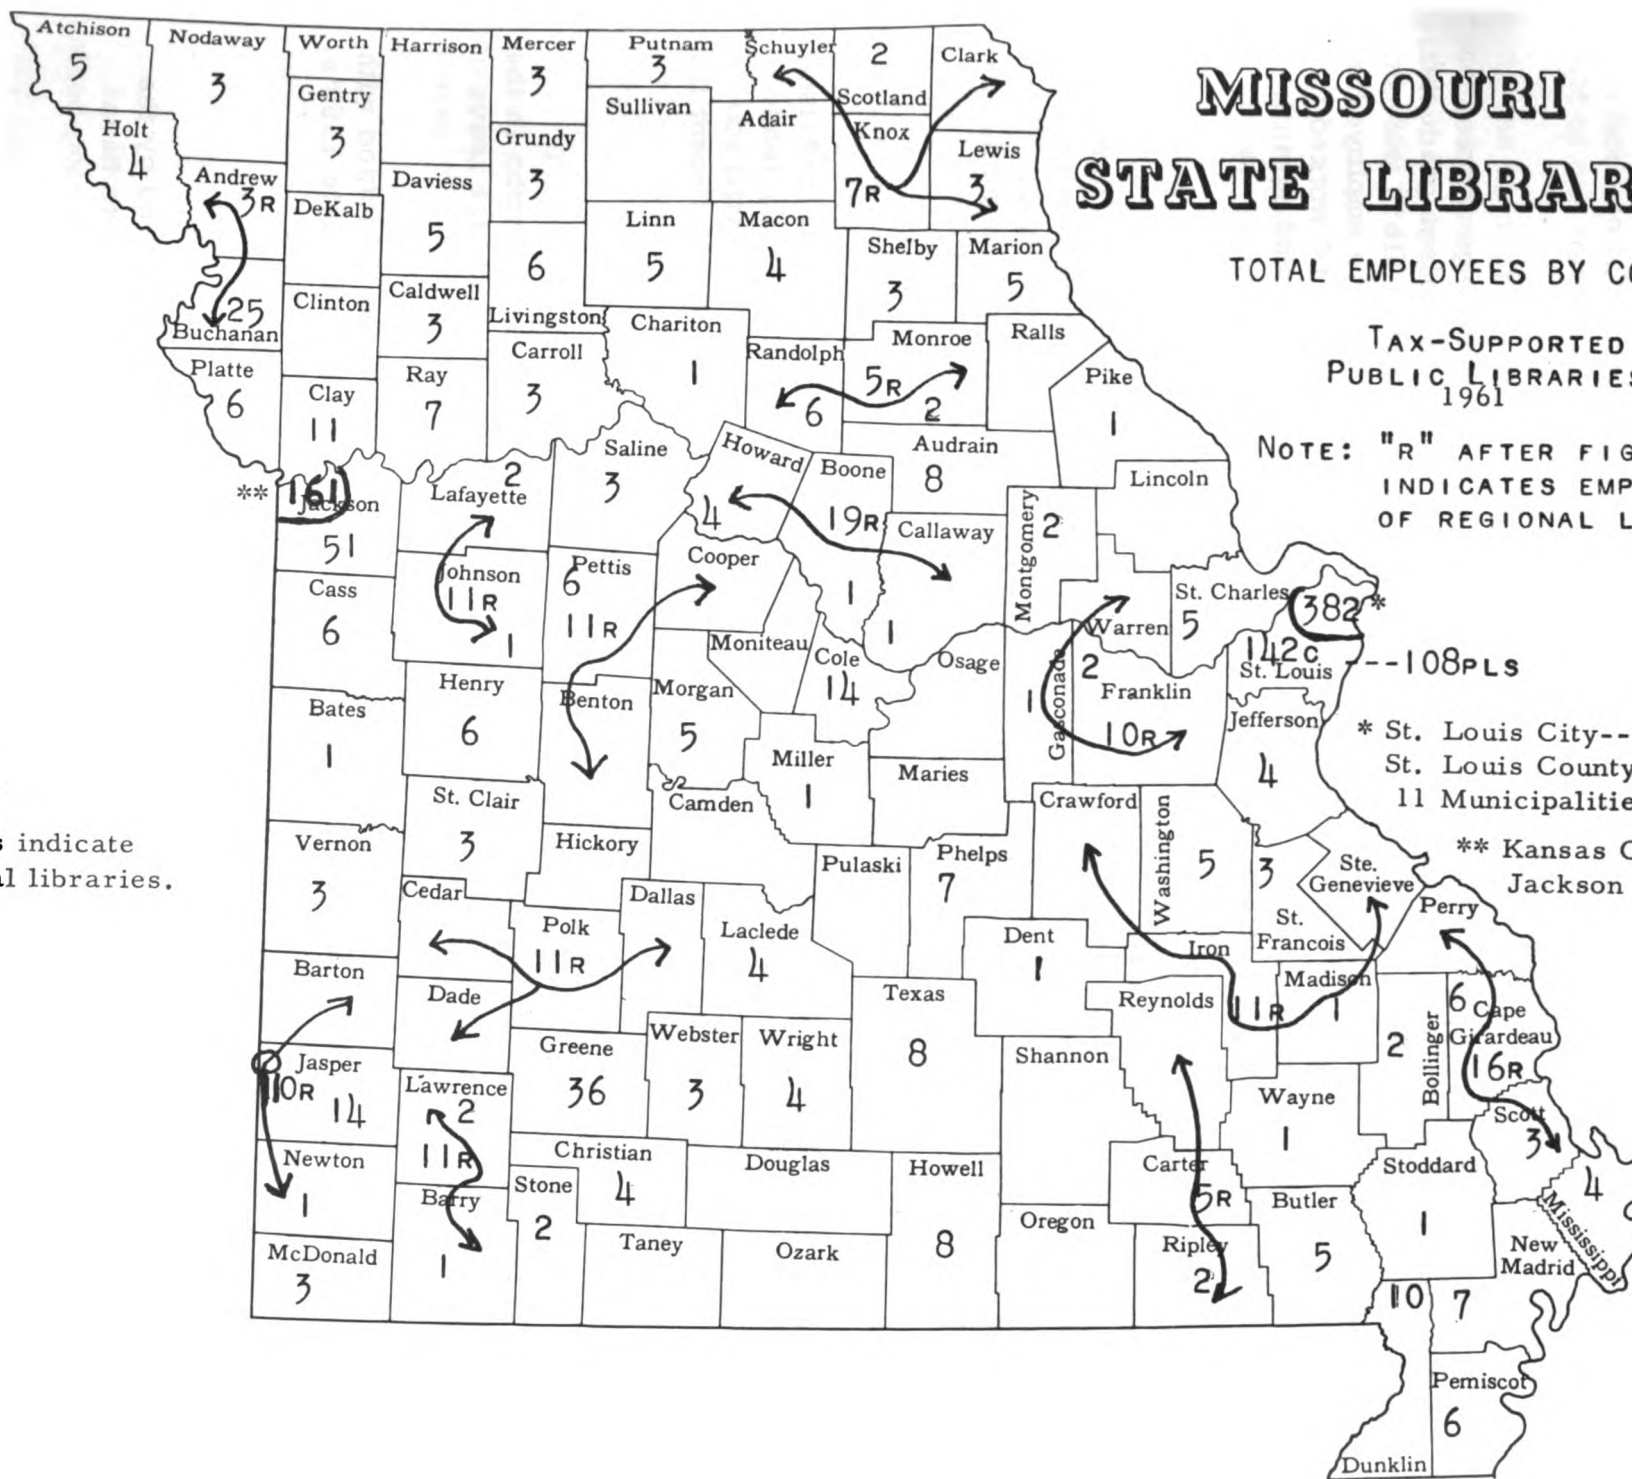 MISSOURI
STATE LIBRAR
TOTAL EMPLOYEES BY CO
TAX-SUPPORTED
PUBLIC LIBRARIES
1961
NOTE: "R" AFTER FIG
INDICATES EMP
OF REGIONAL L
Atchison
5
Nodaway
3
Worth
Harrison
Mercer
3
Putnam
3
Schuyler
2
Scotland
Clark
Holt
4
Gentry
3
Grundy
3
Sullivan
Adair
Knox
7R
Lewis
3
Andrew
3R
DeKalb
Daviess
5
6
Livingston
Linn
5
Macon
4
Shelby
3
Marion
5
25
Buchanan
Clinton
Caldwell
3
Chariton
1
Randolph
6
Monroe
5R
2
Ralls
Platte
6
Clay
11
Ray
7
Carroll
3
Pike
1
Audrain
8
Howard
4
Boone
19R
1
Callaway
1
Montgomery
2
Lincoln
** 161
Jackson
51
2
Lafayette
Saline
3
Cooper
Cass
6
Johnson
11R
1
Pettis
6
11R
Moniteau
Cole
14
Osage
Gasconade
1
Warren
2
St. Charles
5
382 *
142C
St. Louis
---108PLS
Franklin
10R
Jefferson
4
* St. Louis City--
St. Louis County
11 Municipalitie
** Kansas C
Jackson
Bates
1
Henry
6
Benton
Morgan
5
Miller
1
Maries
St. Clair
3
Hickory
Camden
Crawford
Washington
5
3
St.
Francois
Ste.
Genevieve
Perry
s indicate
al libraries.
Vernon
3
Cedar
Polk
11R
Dallas
Laclede
4
Pulaski
Phelps
7
Dent
1
Iron
11R
Madison
1
Reynolds
Barton
Dade
Texas
8
Shannon
2
Bollinger
6
Cape
Girardeau
16R
Jasper
10R
14
Lawrence
2
11R
Greene
36
Webster
3
Wright
4
Wayne
1
Scott
3
Newton
1
Barry
1
Stone
2
Christian
4
Douglas
Howell
8
Carter
5R
Butler
5
Stoddard
1
4
Mississippi
New
Madrid
7
McDonald
3
Taney
Ozark
Oregon
Ripley
2
10
Dunklin
Pemiscot
6